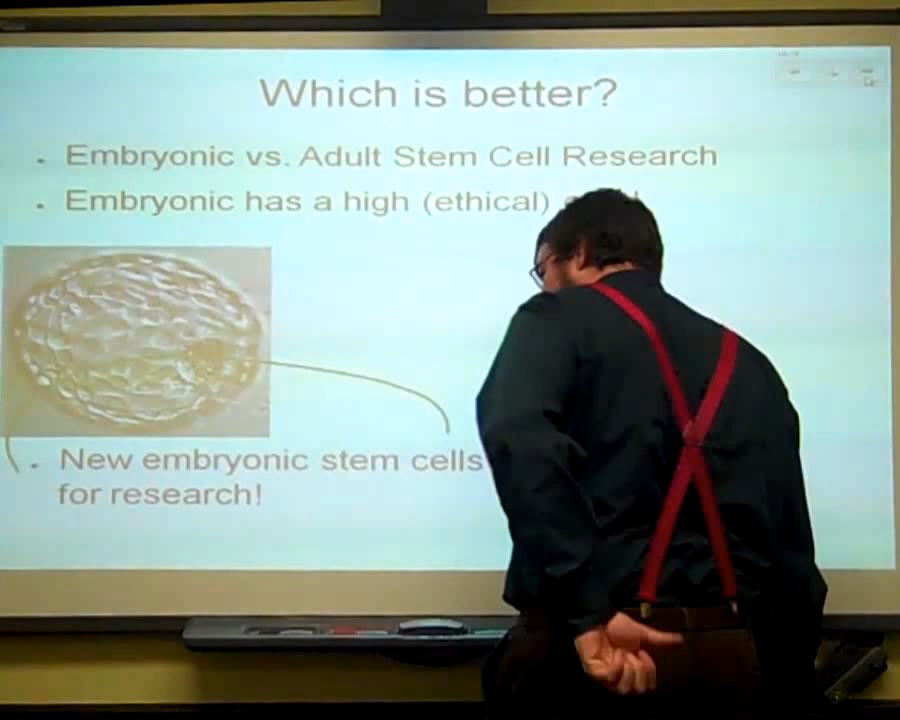 Which is better?
. Embryonic vs. Adult Stem Cell Research
. Embryonic has a high (ethical)
. New embryonic stem cells
for research!